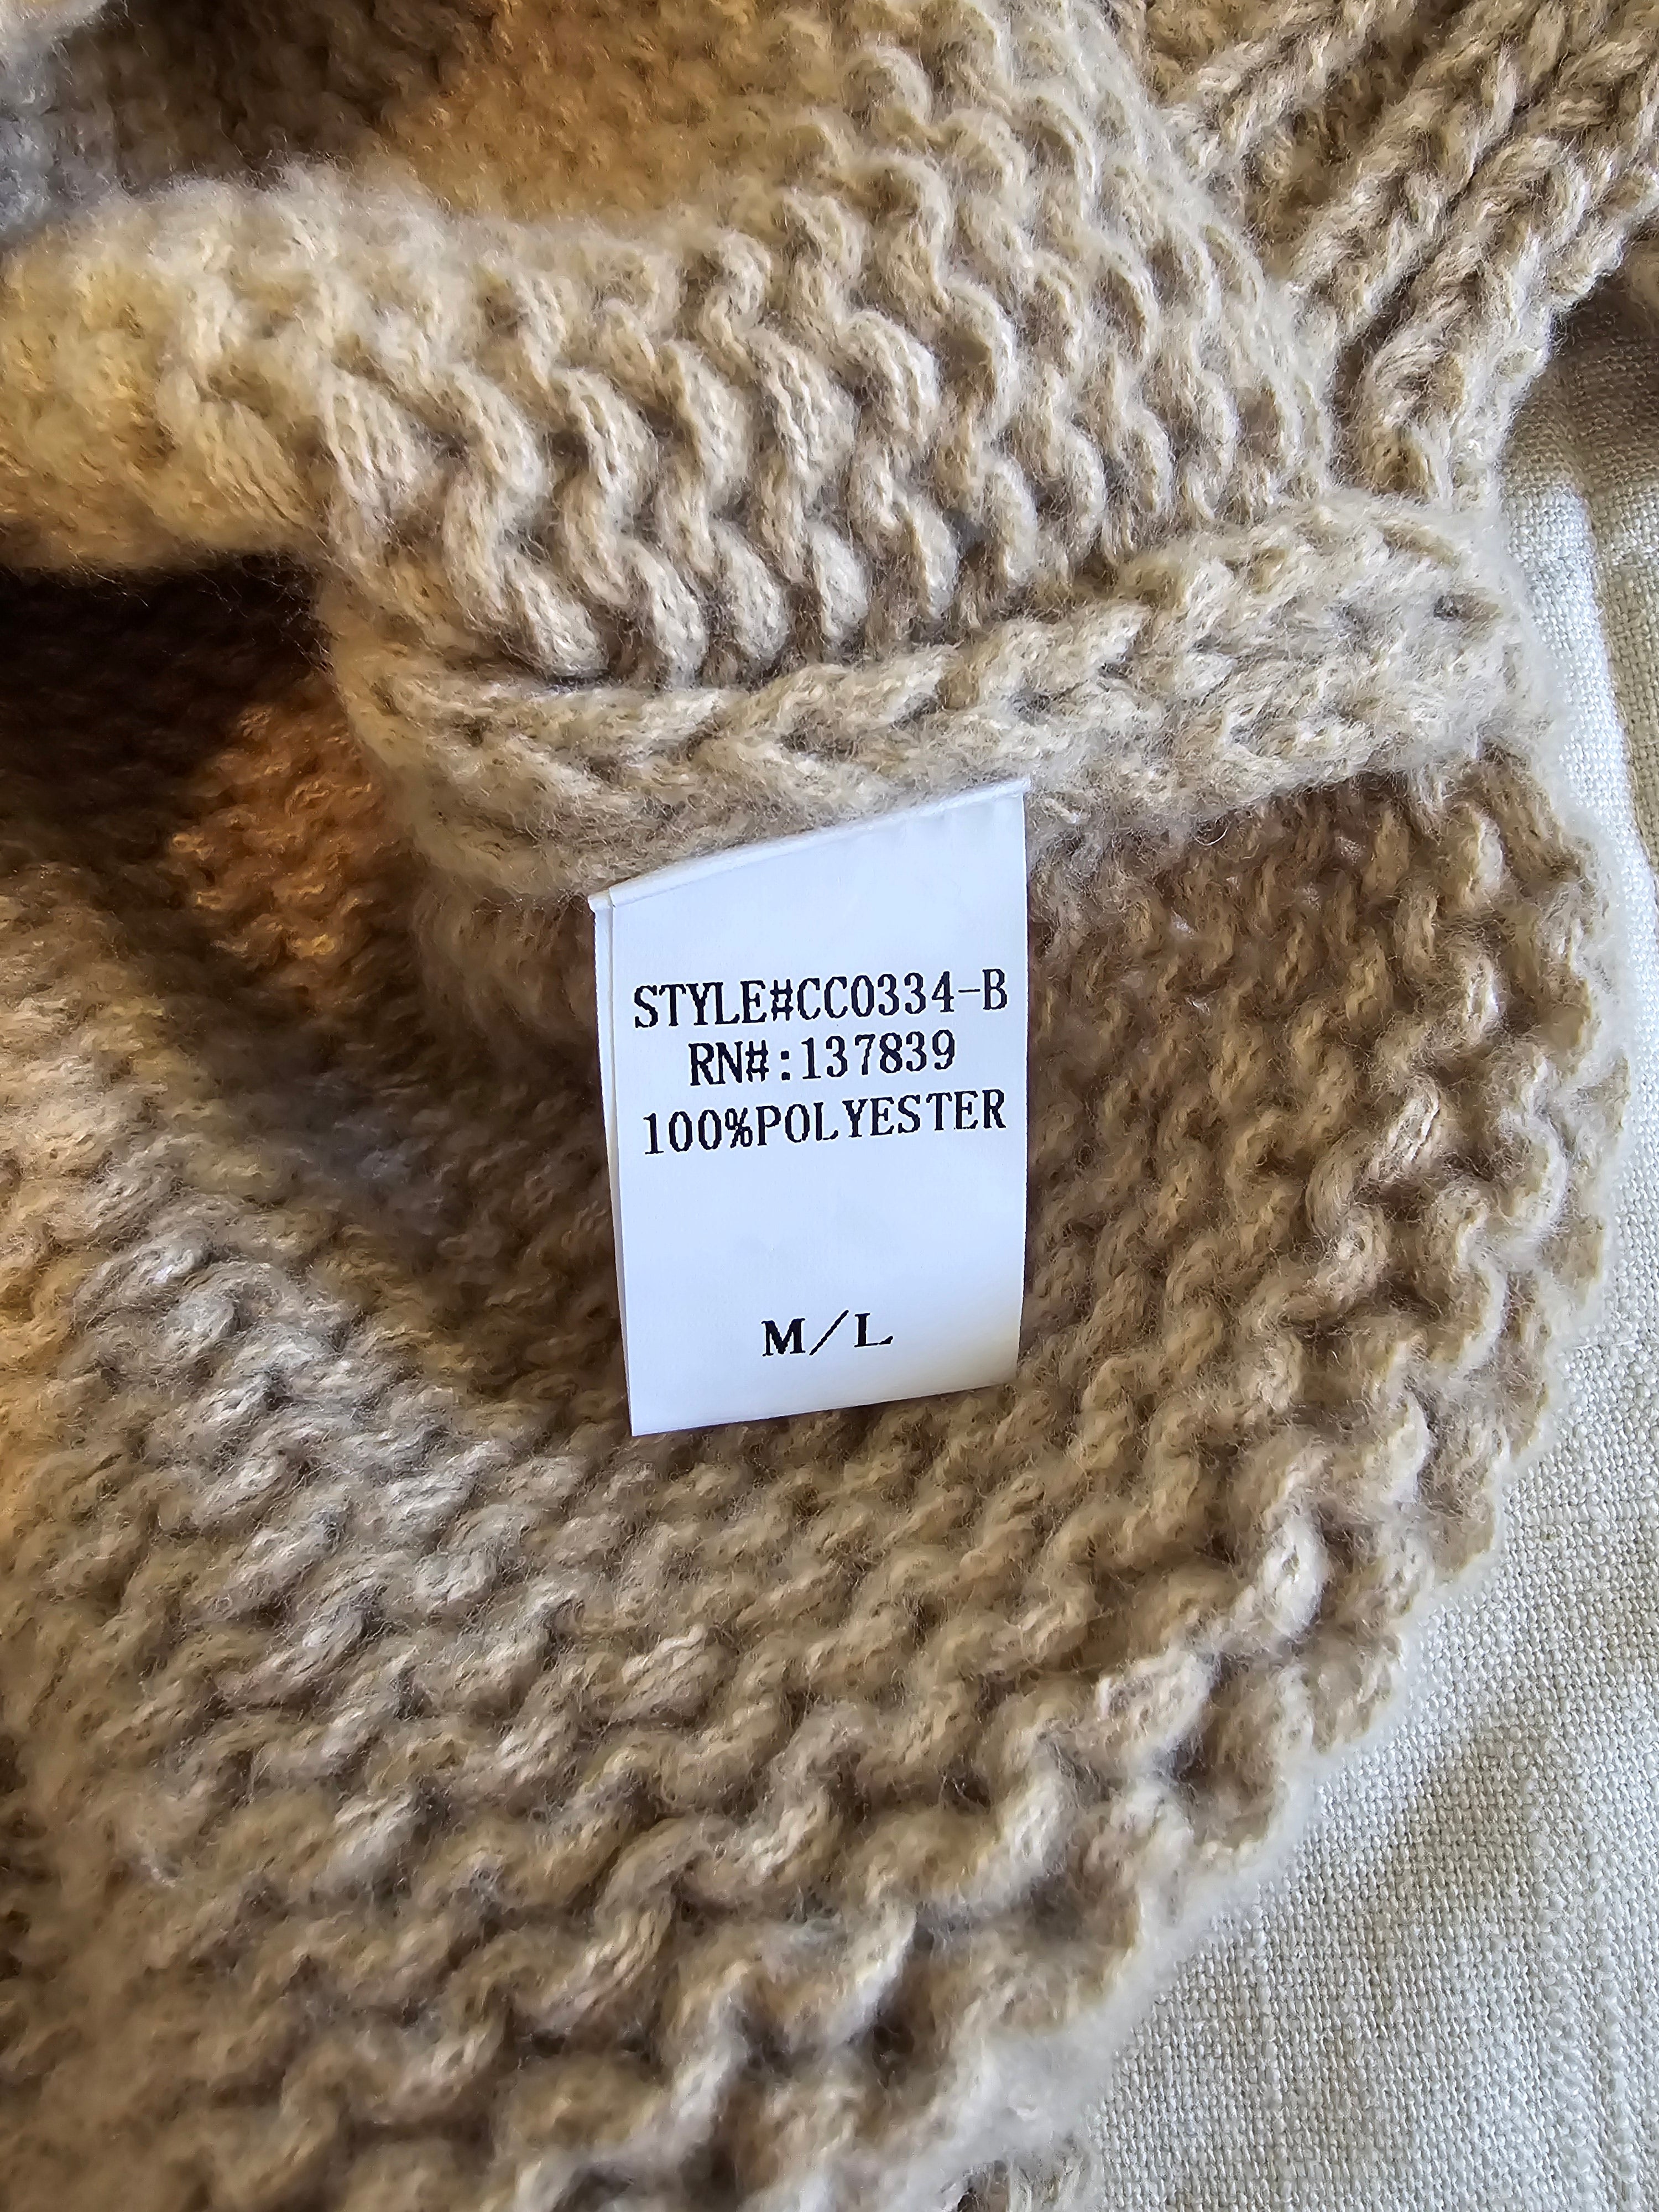 STYLE#CC0334-B
RN#:137839
100%POLYESTER
M/L